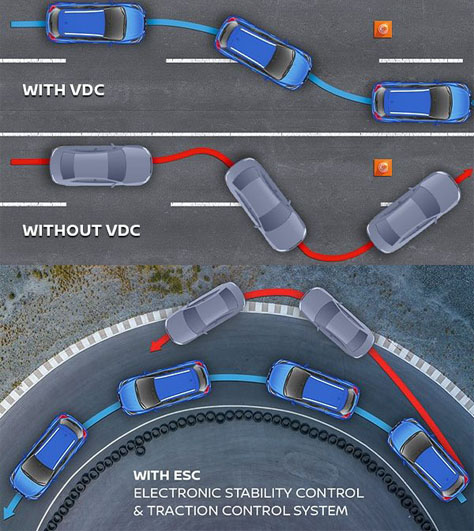 WITH VDC
WITHOUT VDC
WITH ESC
ELECTRONIC STABILITY CONTROL
& TRACTION CONTROL SYSTEM